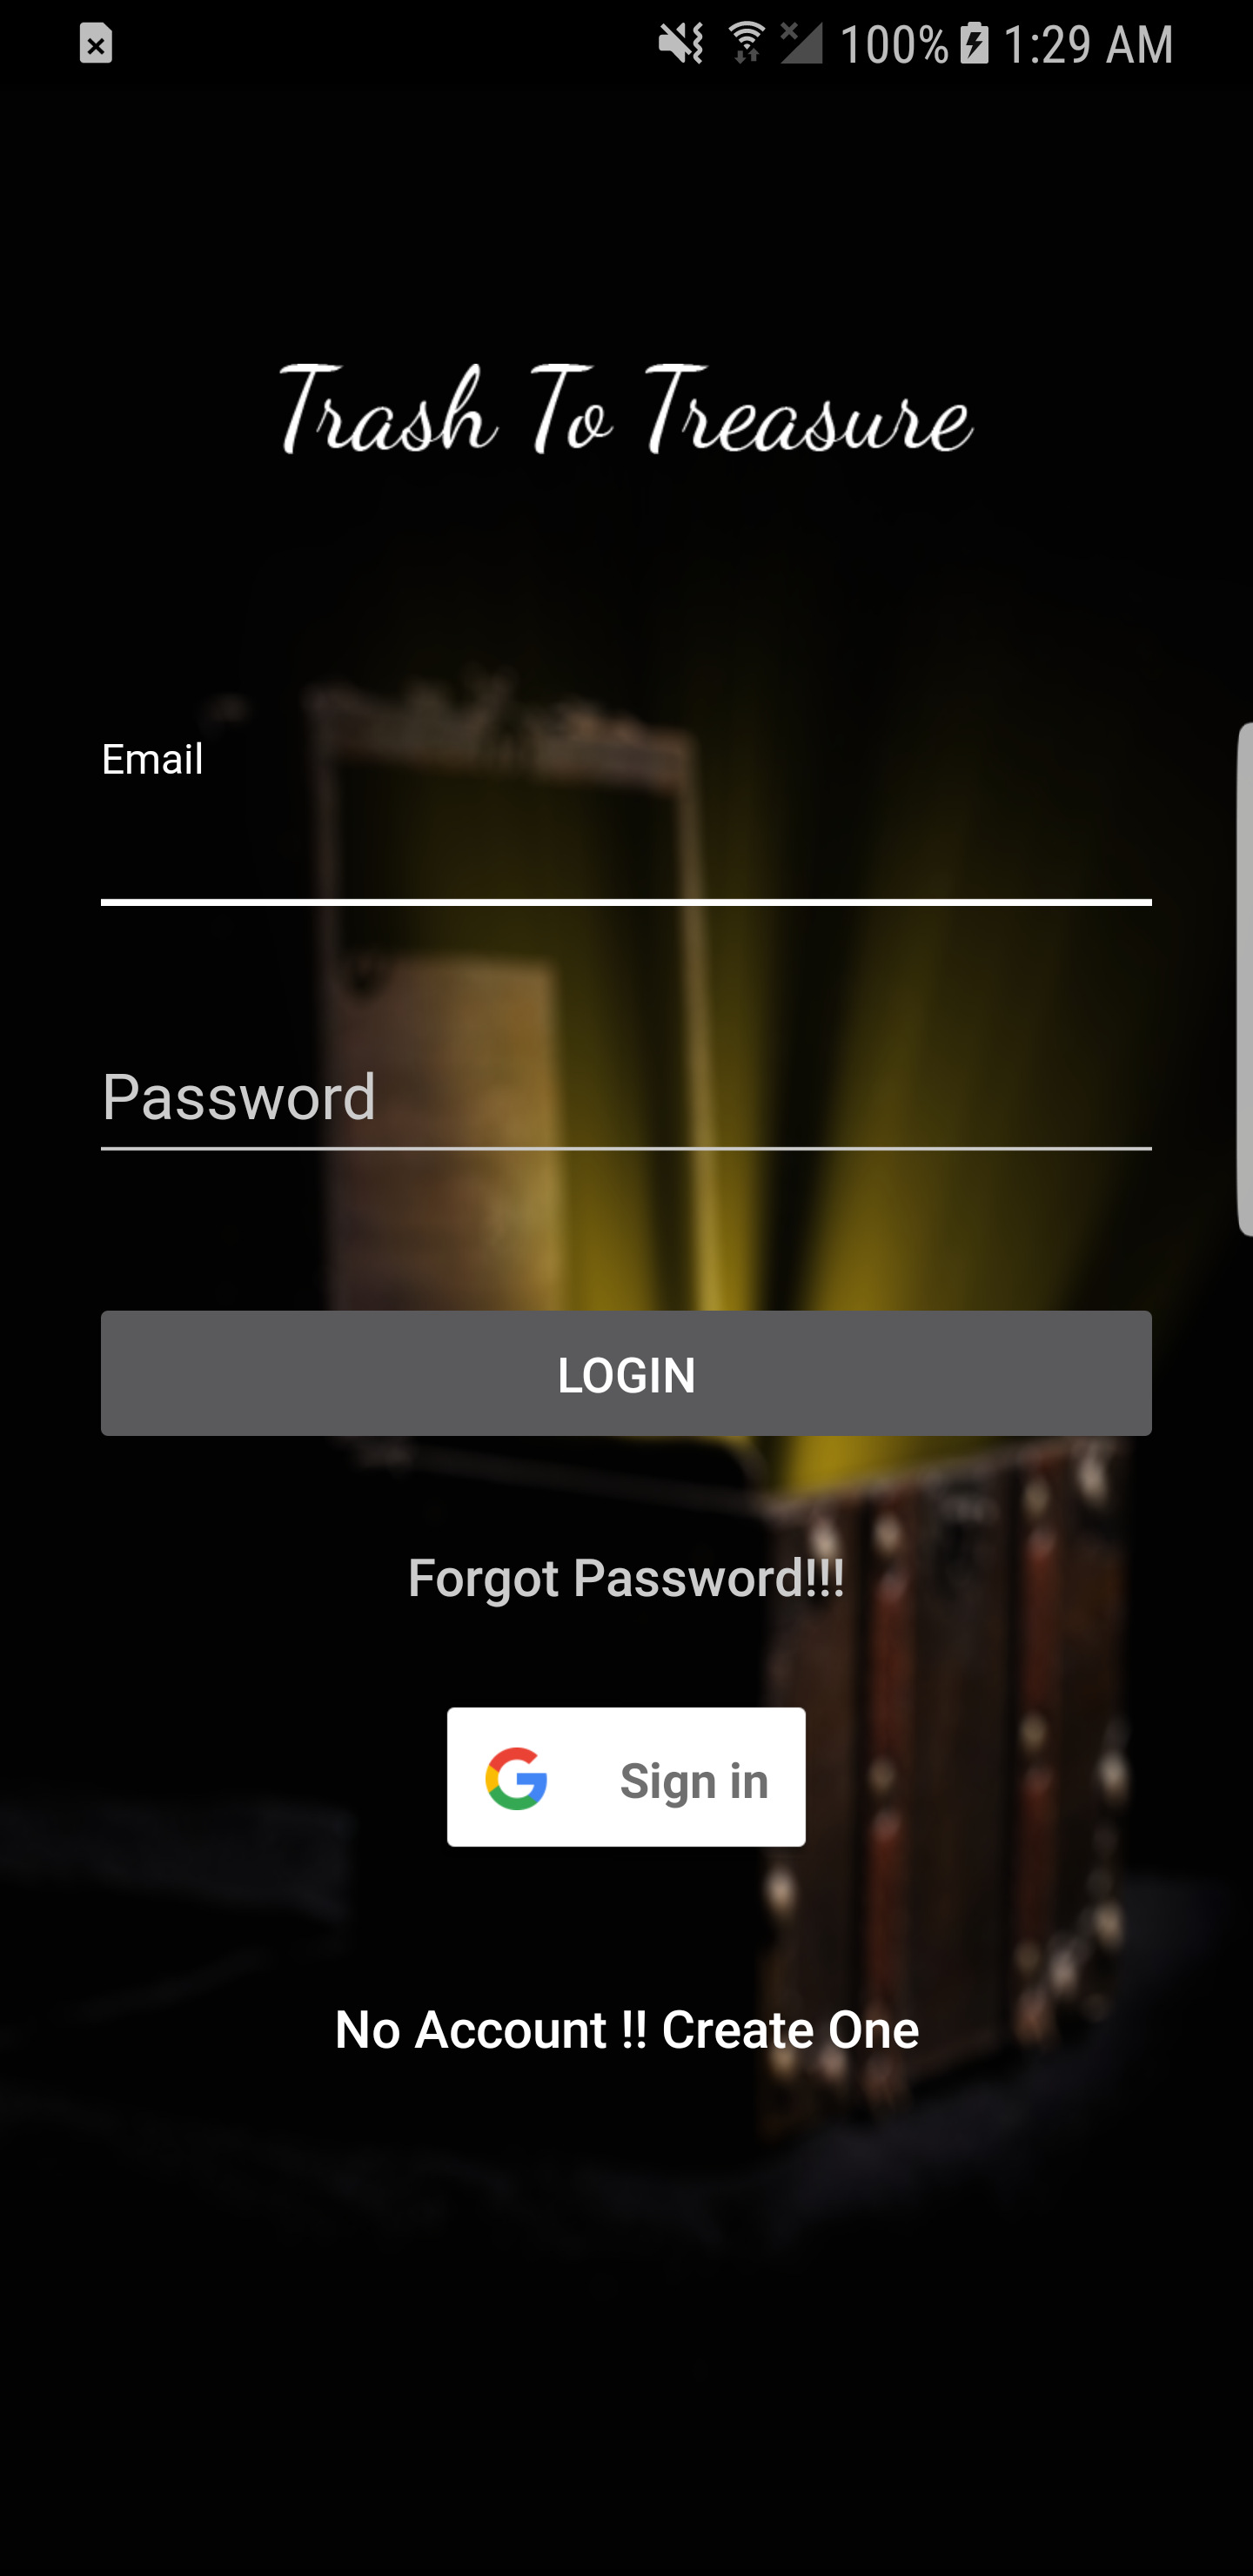 100% 1:29 AM
Trash To Treasure
Email
Password
LOGIN
Forgot Password!!!
Sign in
No Account !! Create One